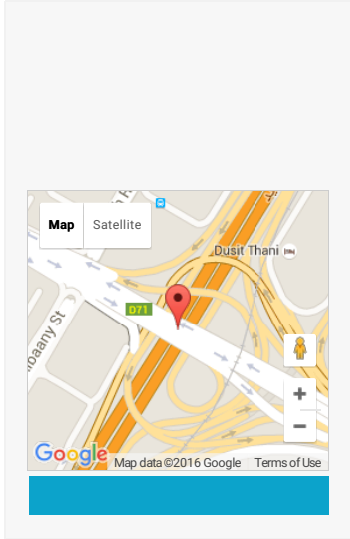 Map Satellite
Dusit Thani
D71
Google
Map data ©2016 Google Terms of Use